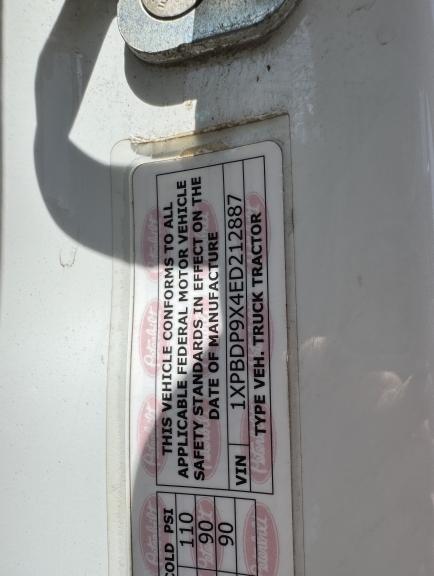 THIS VEHICLE CONFORMS TO ALL
APPLICABLE FEDERAL MOTOR VEHICLE
SAFETY STANDARDS IN EFFECT ON THE
DATE OF MANUFACTURE
VIN 1XPBDP9X4ED212887
TYPE VEH. TRUCK TRACTOR
COLD PSI
110
90
90